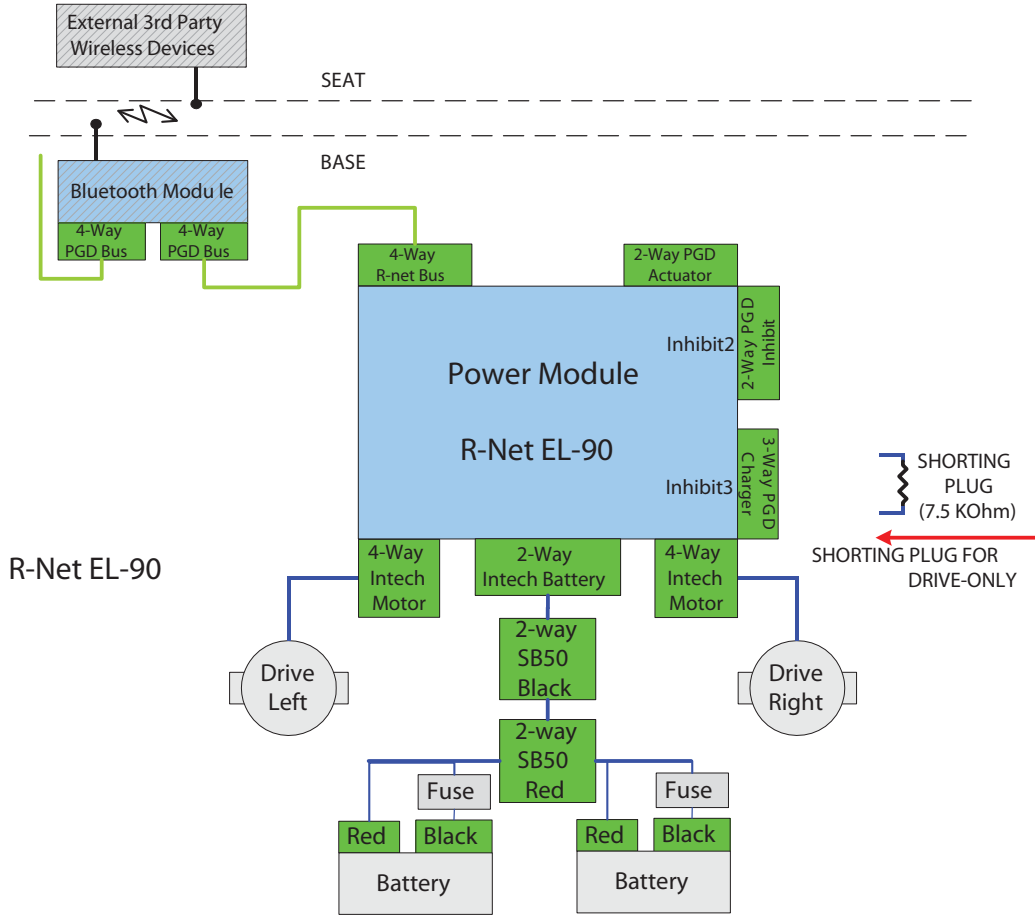 External 3rd Party
Wireless Devices
SEAT
BASE
Bluetooth Modu le
4-Way
PGD Bus
4-Way
PGD Bus
4-Way
R-net Bus
2-Way PGD
Actuator
Inhibit2
2-Way PGD
Inhibit
Power Module
R-Net EL-90
Inhibit3
3-Way PGD
Charger
SHORTING
PLUG
(7.5 KOhm)
SHORTING PLUG FOR
DRIVE-ONLY
R-Net EL-90
4-Way
Intech
Motor
2-Way
Intech Battery
4-Way
Intech
Motor
Drive
Left
2-way
SB50
Black
Drive
Right
2-way
SB50
Red
Fuse
Fuse
Red
Black
Red
Black
Battery
Battery